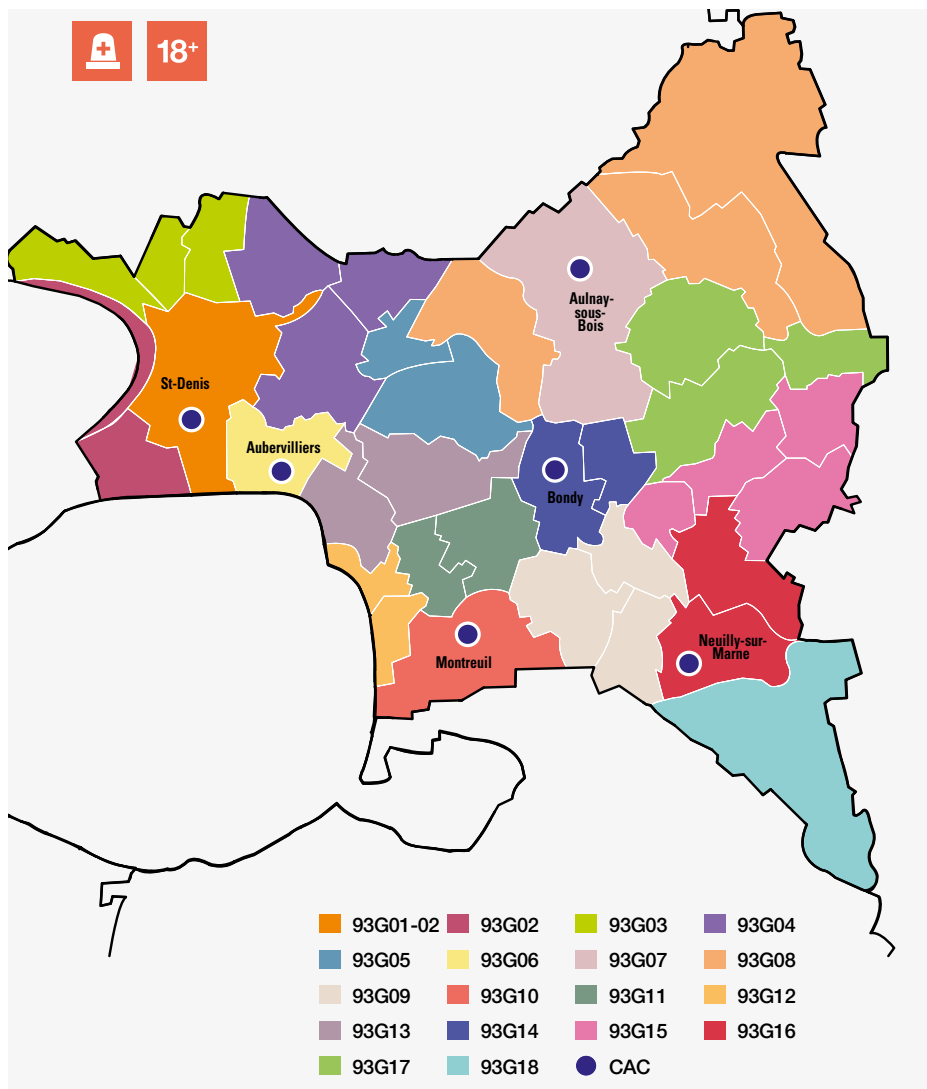 18+
St-Denis
Aubervilliers
Aulnay-
sous-
Bois
Bondy
Montreuil
Neuilly-sur-
Marne
93G01-02 93G02 93G03 93G04
93G05 93G06 93G07 93G08
93G09 93G10 93G11 93G12
93G13 93G14 93G15 93G16
93G17 93G18 CAC